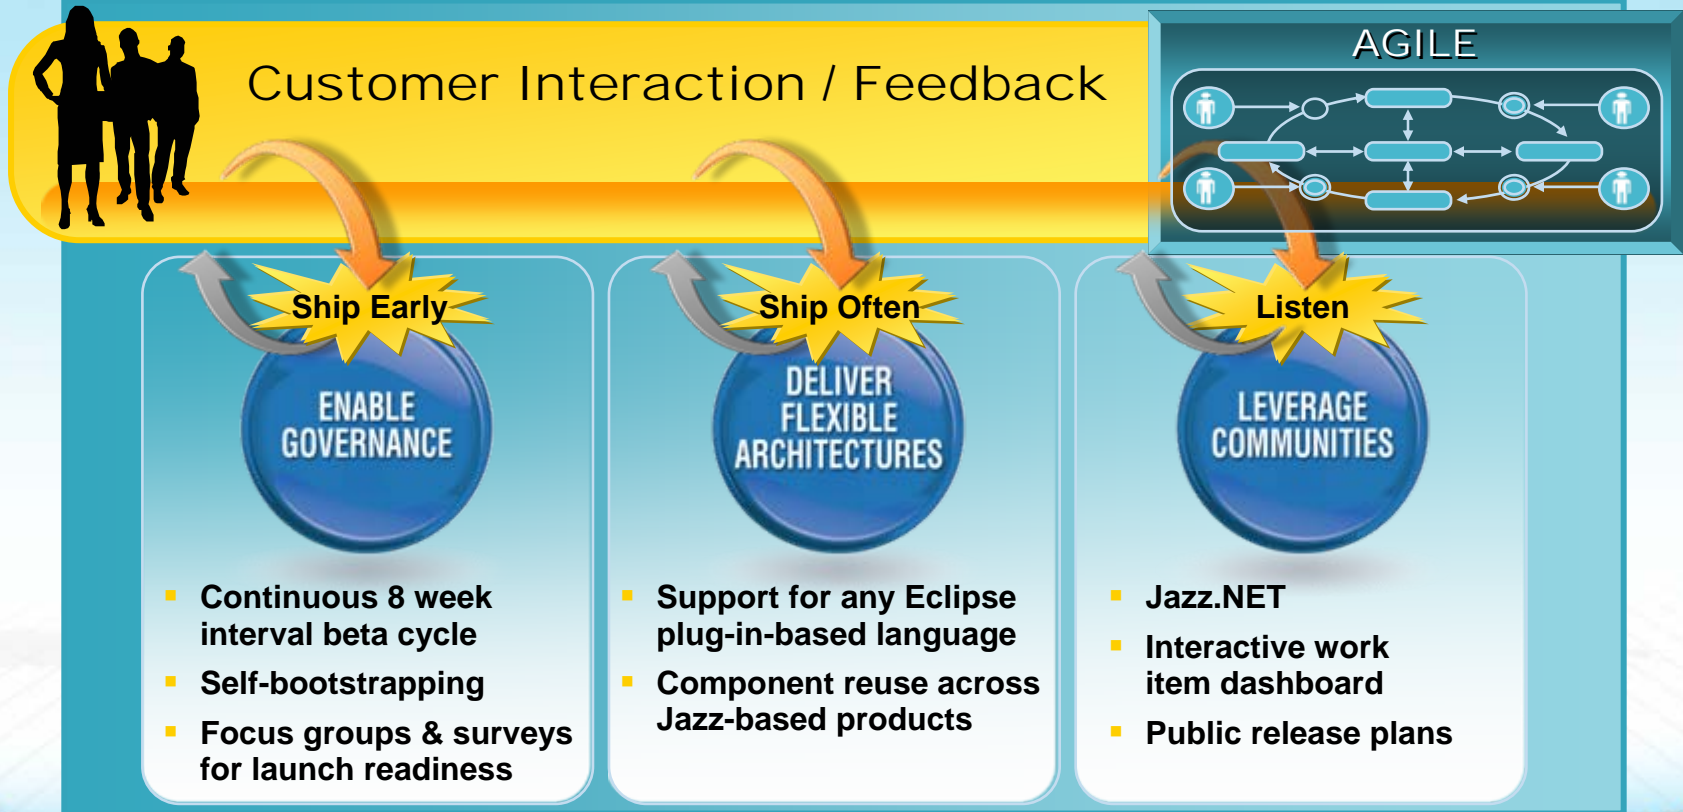 Customer Interaction / Feedback
AGILE
Ship Early
ENABLE
GOVERNANCE
Continuous 8 week
interval beta cycle
Self-bootstrapping
Focus groups & surveys
for launch readiness
Ship Often
DELIVER
FLEXIBLE
ARCHITECTURES
Support for any Eclipse
plug-in-based language
Component reuse across
Jazz-based products
Listen
LEVERAGE
COMMUNITIES
Jazz.NET
Interactive work
item dashboard
Public release plans